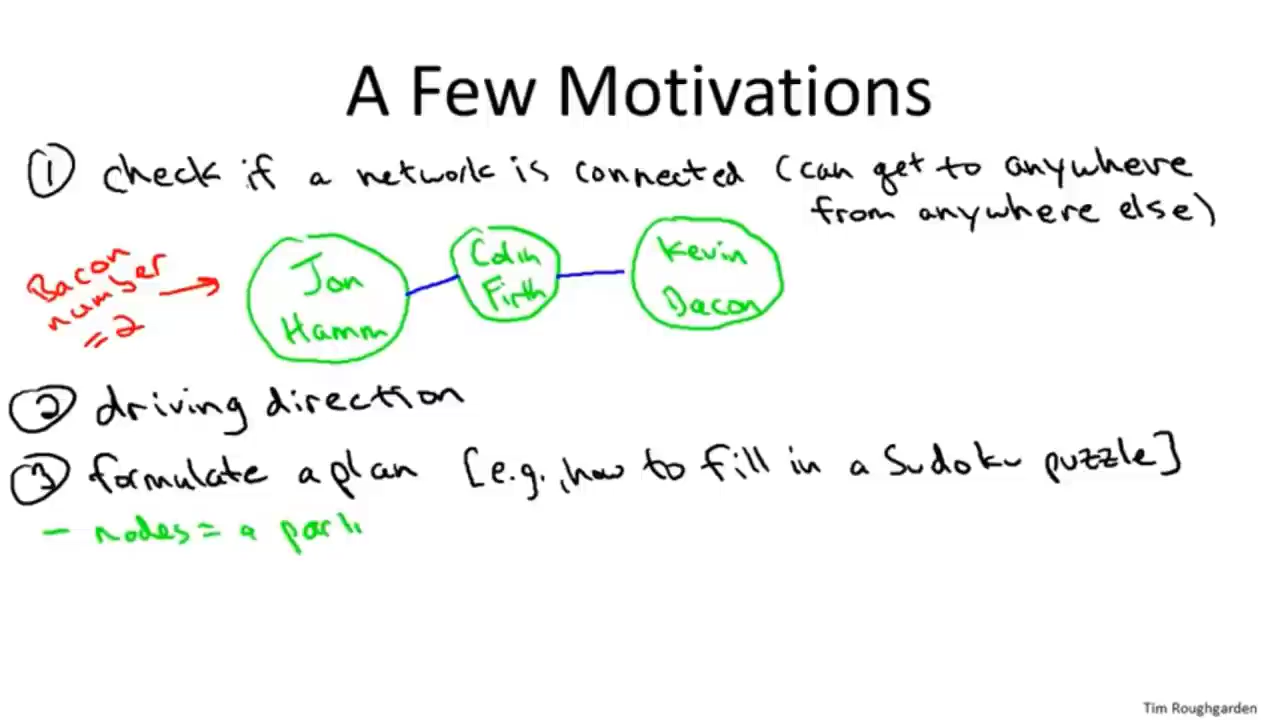 A Few Motivations
① check if a network is connected (can get to anywhere
from anywhere else)
Bacon
number
=2
Jon
Hamm
Colin
Firth
Kevin
Bacon
② driving direction
③ formulate a plan [e.g., how to fill in a Sudoku puzzle]
- nodes = a parti
Tim Roughgarden